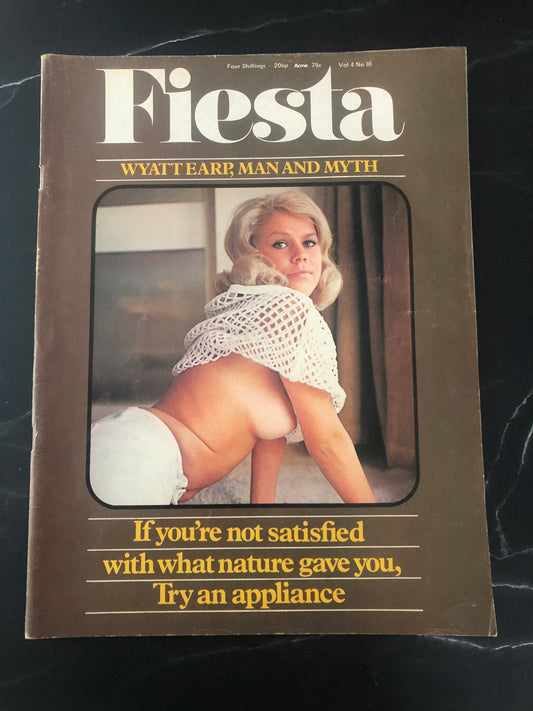 Four Shillings · 20np Acme 75c Vol 4 No 10
Fiesta
WYATT EARP, MAN AND MYTH
If you're not satisfied
with what nature gave you,
Try an appliance